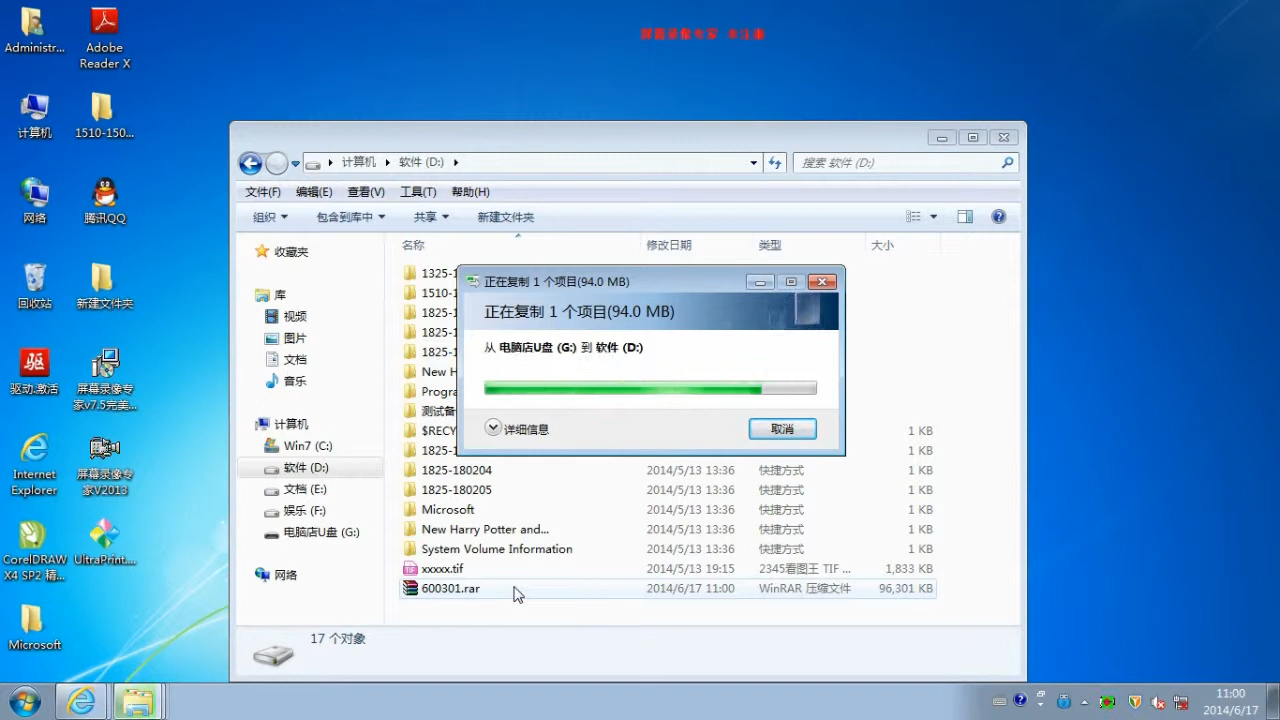 屏幕录像专家 未注册
Administr...
Adobe
Reader X
计算机
1510-150...
网络
腾讯QQ
回收站
新建文件夹
驱动激活
屏幕录像专
家v7.5完美...
Internet
Explorer
屏幕录像专
家V2013
CorelDRAW
X4 SP2 精...
UltraPrint...
Microsoft
计算机 软件 (D:)
搜索 软件 (D:)
文件(F) 编辑(E) 查看(V) 工具(T) 帮助(H)
组织 包含到库中 共享 新建文件夹
收藏夹
库
视频
图片
文档
音乐
计算机
Win7 (C:)
软件 (D:)
文档 (E:)
娱乐 (F:)
电脑店U盘 (G:)
网络
名称 修改日期 类型 大小
1325-1
1510-1
1825-1
1825-1
1825-1
New H
Progra
测试备
$RECY 1 KB
1825-1 1 KB
1825-180204 2014/5/13 13:36 快捷方式 1 KB
1825-180205 2014/5/13 13:36 快捷方式 1 KB
Microsoft 2014/5/13 13:36 快捷方式 1 KB
New Harry Potter and... 2014/5/13 13:36 快捷方式 1 KB
System Volume Information 2014/5/13 13:36 快捷方式 1 KB
xxxxx.tif 2014/5/13 19:15 2345看图王 TIF ... 1,833 KB
600301.rar 2014/6/17 11:00 WinRAR 压缩文件 96,301 KB
正在复制 1 个项目(94.0 MB)
正在复制 1 个项目(94.0 MB)
从 电脑店U盘 (G:) 到 软件 (D:)
详细信息
取消
17 个对象
11:00
2014/6/17